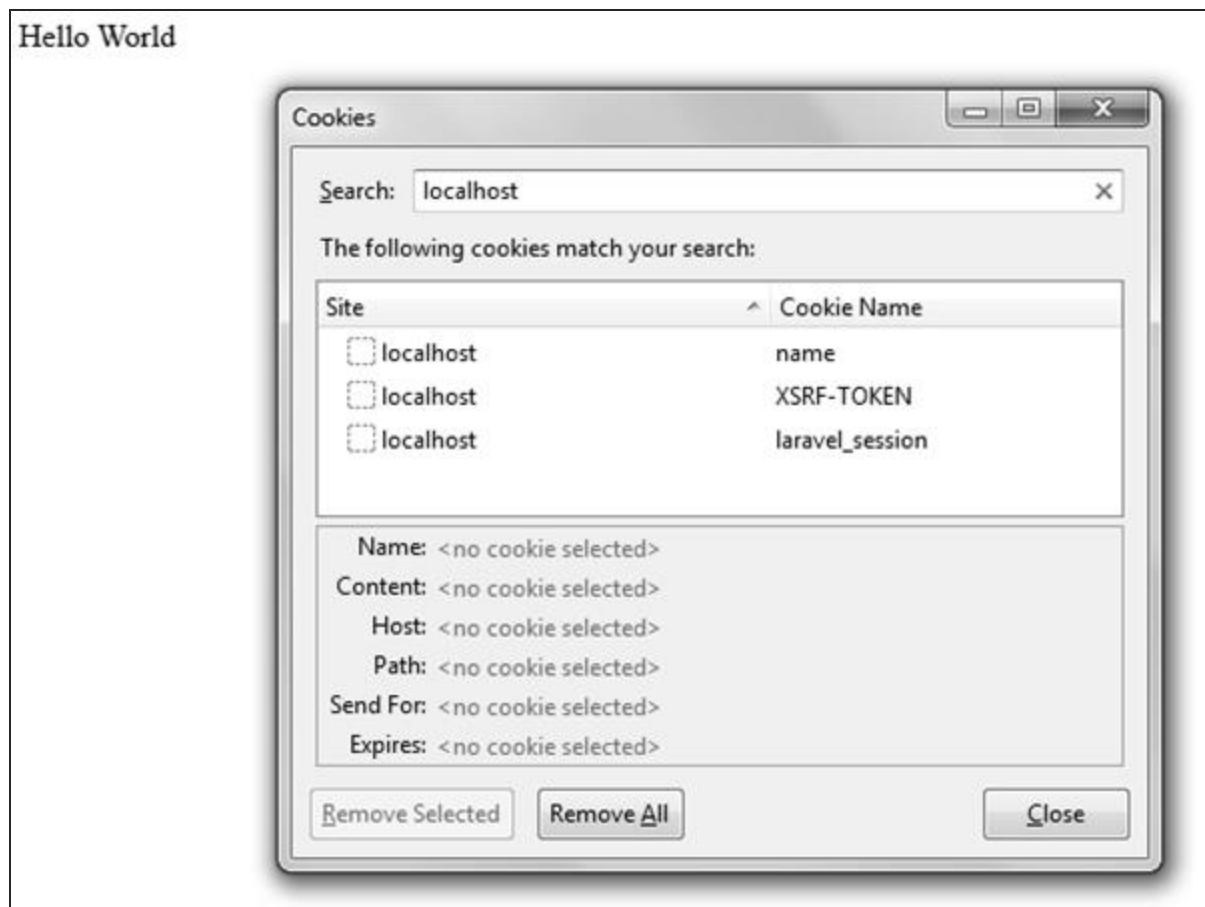 Hello World
Cookies
Search: localhost
The following cookies match your search:
Site Cookie Name
localhost name
localhost XSRF-TOKEN
localhost laravel_session
Name: <no cookie selected>
Content: <no cookie selected>
Host: <no cookie selected>
Path: <no cookie selected>
Send For: <no cookie selected>
Expires: <no cookie selected>
Remove Selected Remove All Close